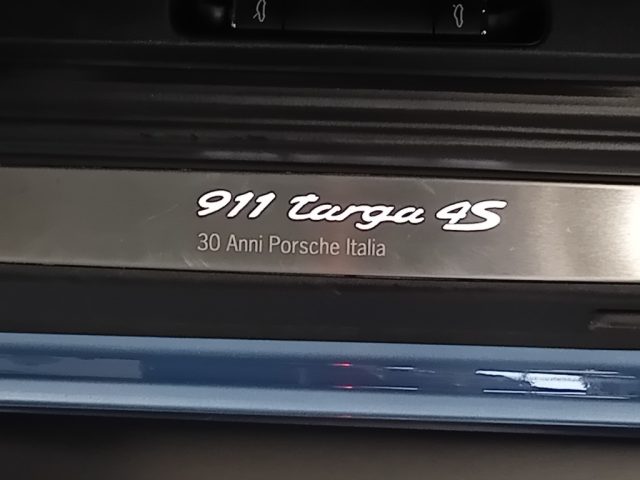 911 targa 4S
30 Anni Porsche Italia